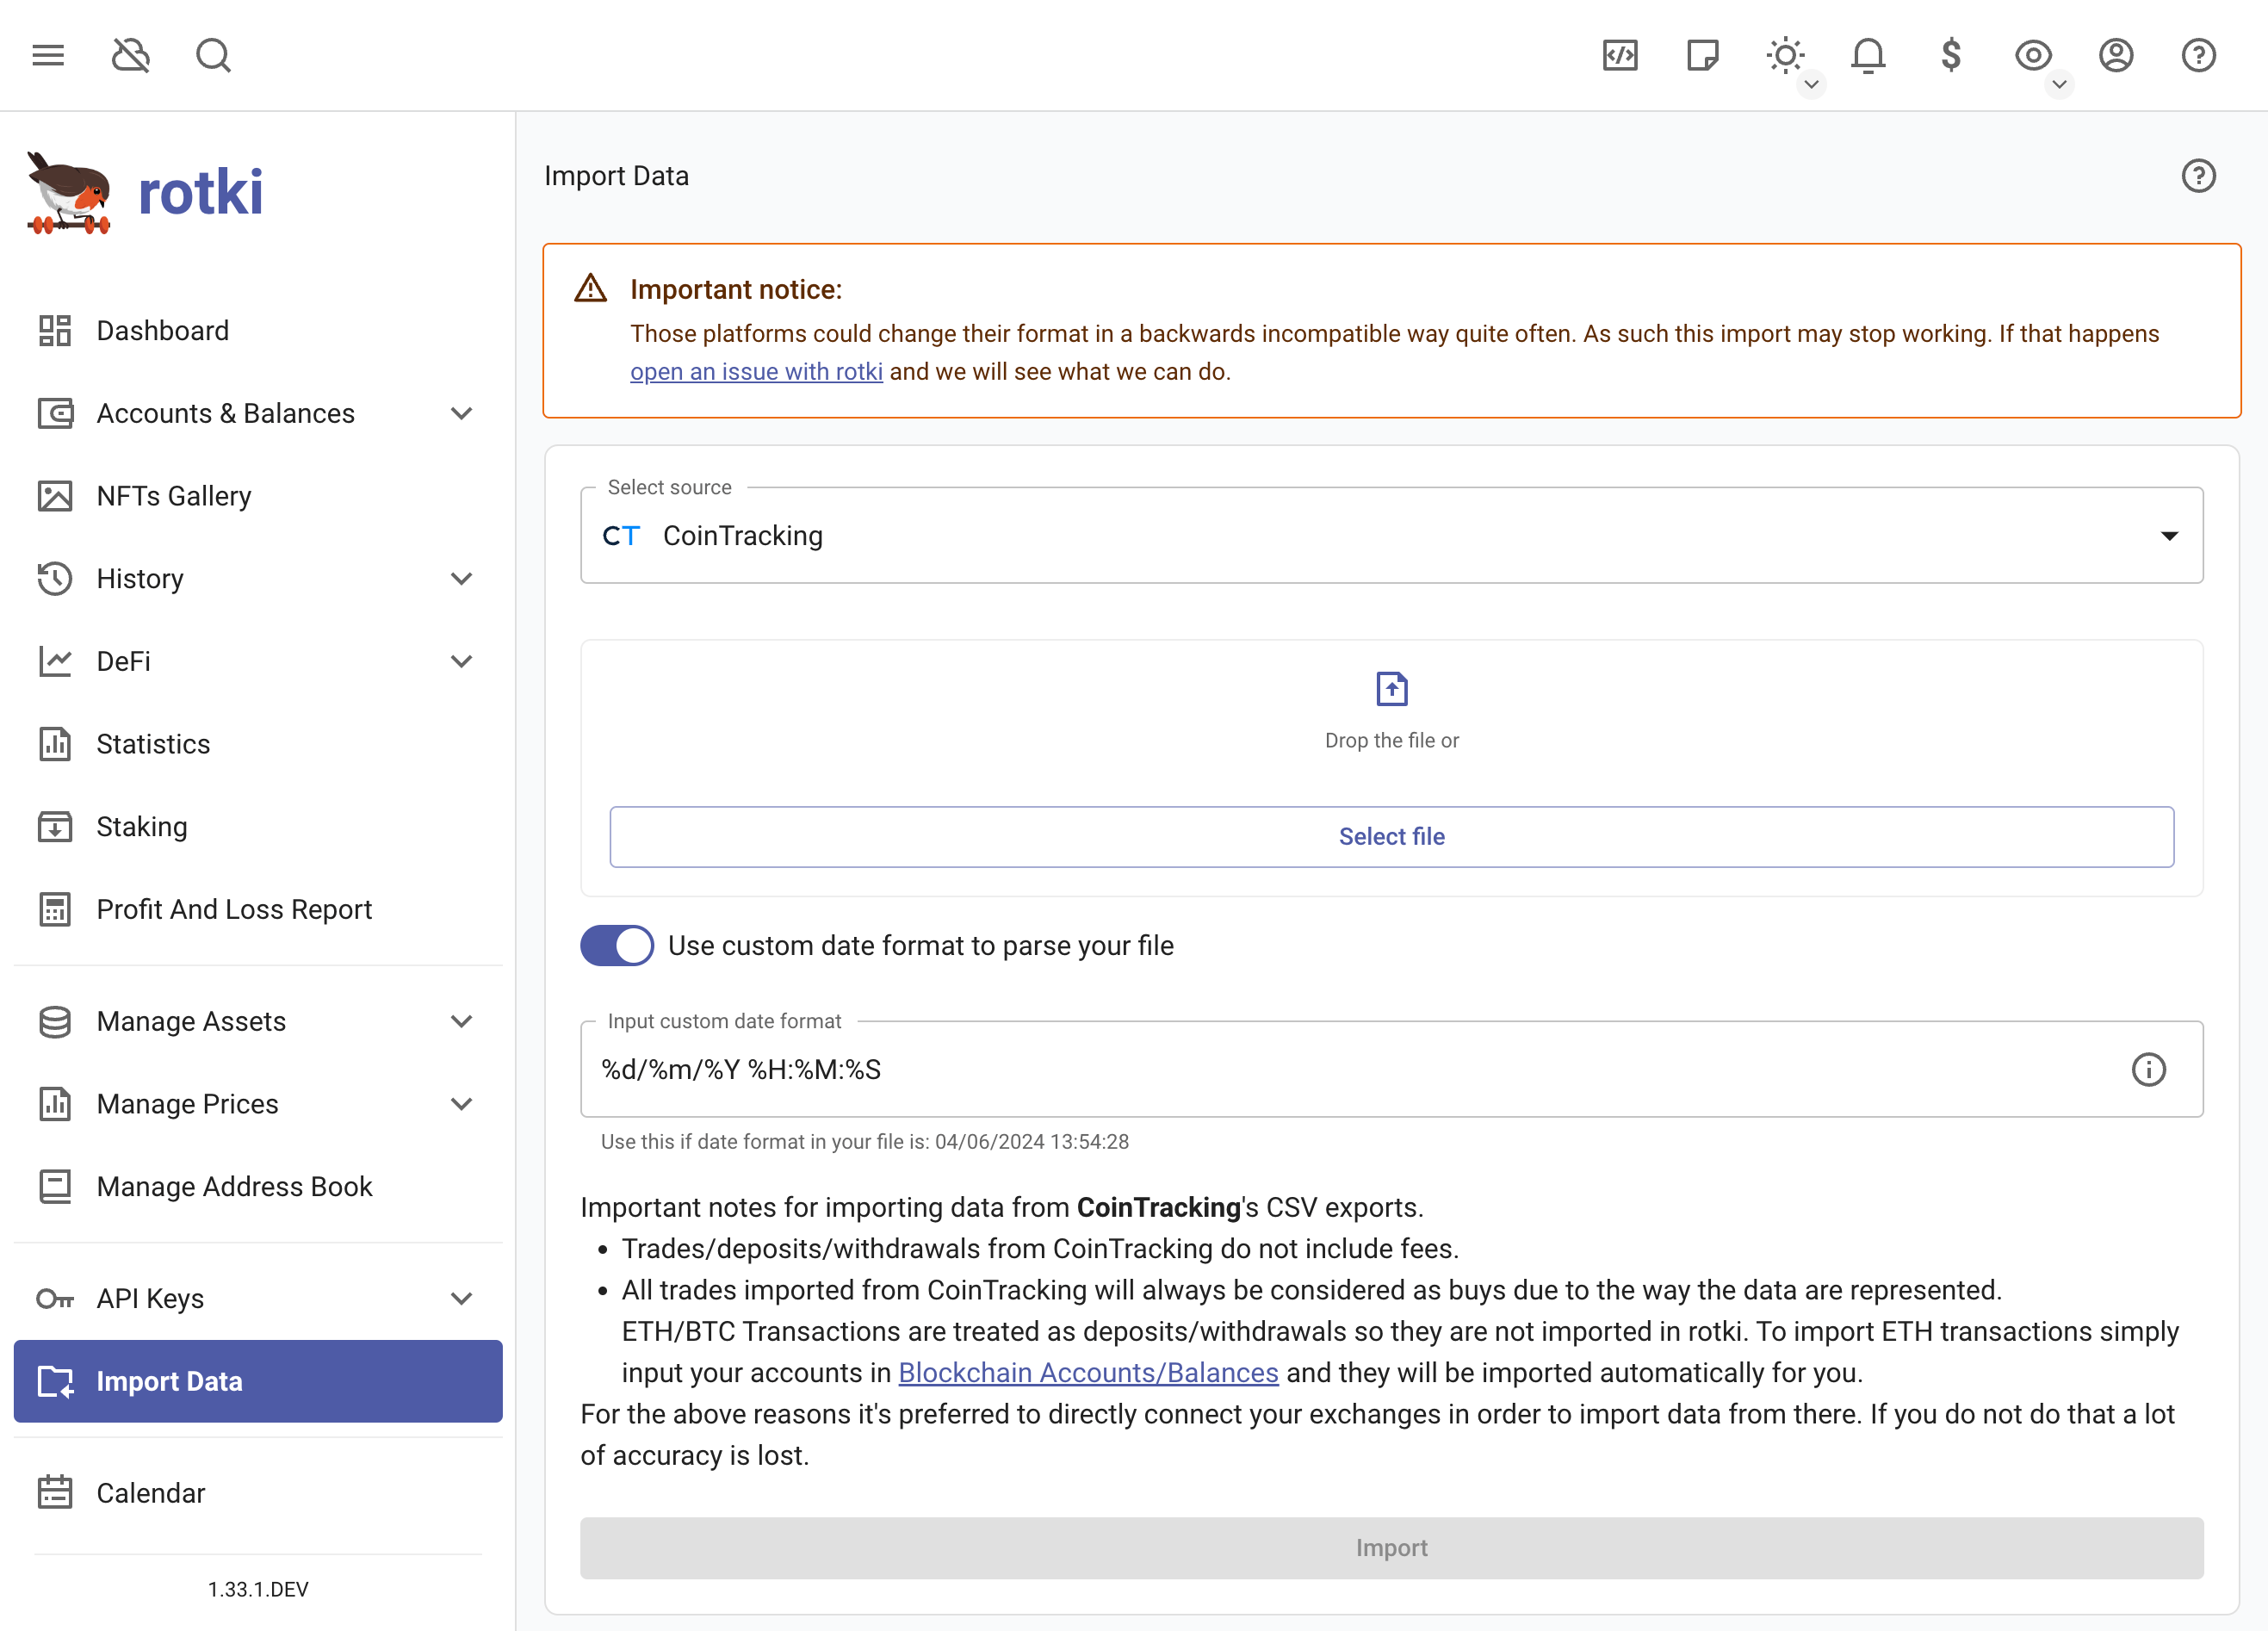 rotki
Dashboard
Accounts & Balances
NFTs Gallery
History
DeFi
Statistics
Staking
Profit And Loss Report
Manage Assets
Manage Prices
Manage Address Book
API Keys
Import Data
Calendar
1.33.1.DEV
Import Data
Important notice:
Those platforms could change their format in a backwards incompatible way quite often. As such this import may stop working. If that happens
open an issue with rotki and we will see what we can do.
Select source
CT CoinTracking
Drop the file or
Select file
Use custom date format to parse your file
Input custom date format
%d/%m/%Y %H:%M:%S
Use this if date format in your file is: 04/06/2024 13:54:28
Important notes for importing data from CoinTracking's CSV exports.
• Trades/deposits/withdrawals from CoinTracking do not include fees.
• All trades imported from CoinTracking will always be considered as buys due to the way the data are represented.
ETH/BTC Transactions are treated as deposits/withdrawals so they are not imported in rotki. To import ETH transactions simply
input your accounts in Blockchain Accounts/Balances and they will be imported automatically for you.
For the above reasons it's preferred to directly connect your exchanges in order to import data from there. If you do not do that a lot
of accuracy is lost.
Import